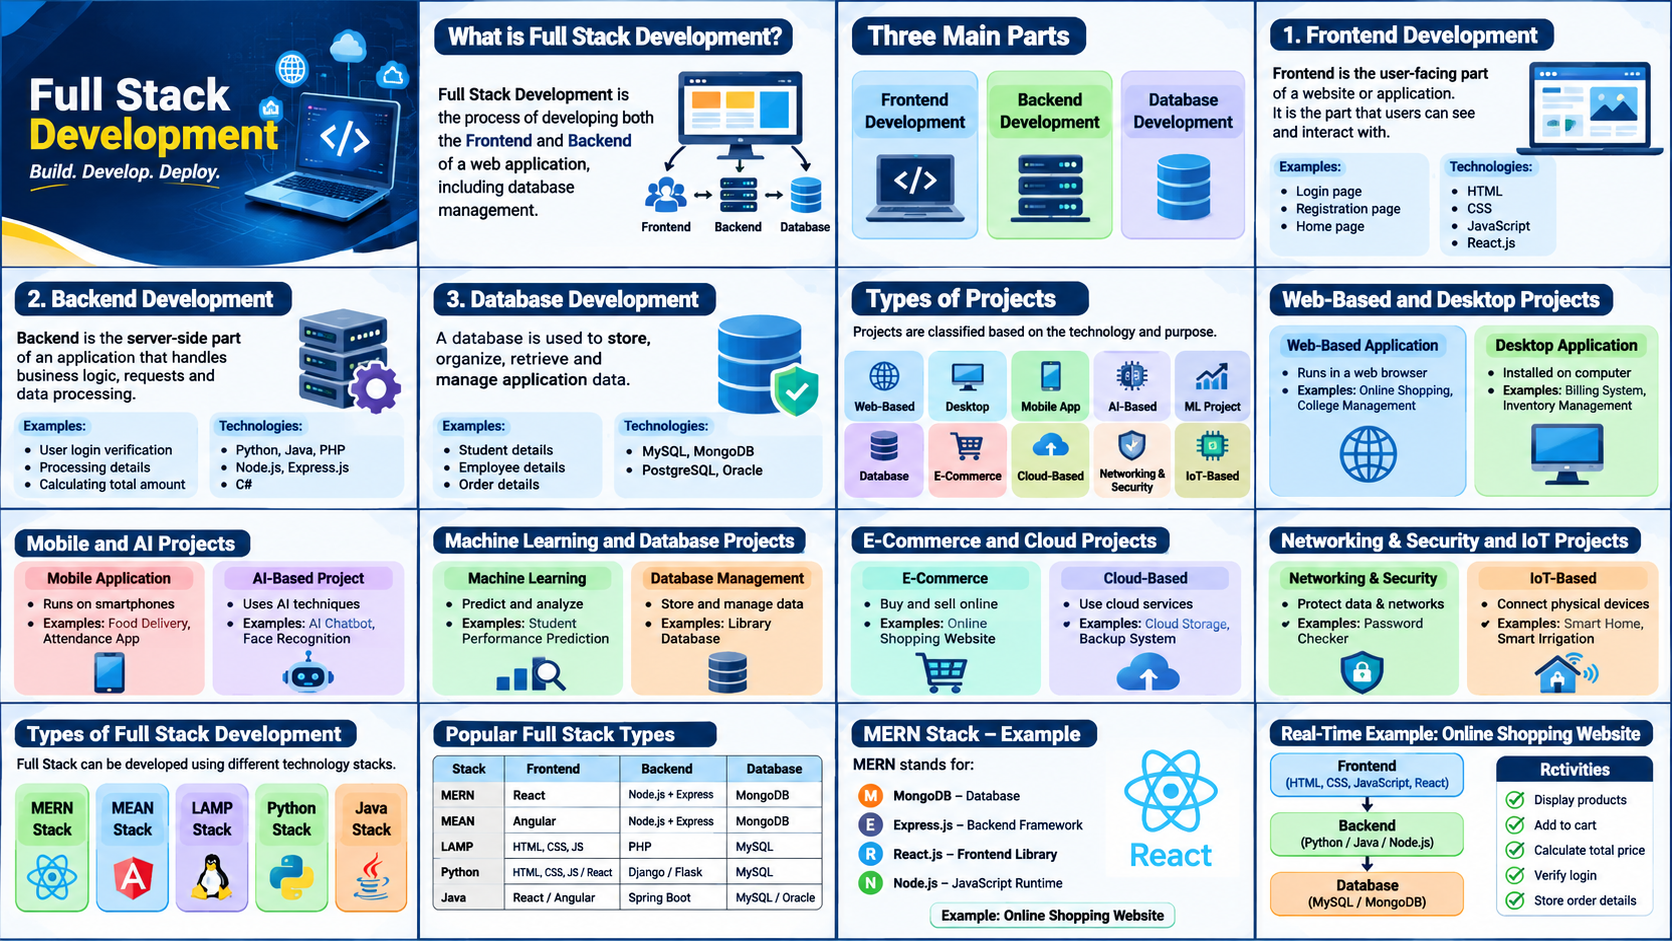 Full Stack
Development
Build. Develop. Deploy.
What is Full Stack Development?
Full Stack Development is
the process of developing both
the Frontend and Backend
of a web application,
including database
management.
Frontend
Backend
Database
Three Main Parts
Frontend
Development
Backend
Development
Database
Development
1. Frontend Development
Frontend is the user-facing part
of a website or application.
It is the part that users can see
and interact with.
Examples:
• Login page
• Registration page
• Home page
Technologies:
• HTML
• CSS
• JavaScript
• React.js
2. Backend Development
Backend is the server-side part
of an application that handles
business logic, requests and
data processing.
Examples:
• User login verification
• Processing details
• Calculating total amount
Technologies:
• Python, Java, PHP
• Node.js, Express.js
• C#
3. Database Development
A database is used to store,
organize, retrieve and
manage application data.
Examples:
• Student details
• Employee details
• Order details
Technologies:
• MySQL, MongoDB
• PostgreSQL, Oracle
Types of Projects
Projects are classified based on the technology and purpose.
Web-Based
Desktop
Mobile App
AI-Based
ML Project
Database
E-Commerce
Cloud-Based
Networking &
Security
IoT-Based
Web-Based and Desktop Projects
Web-Based Application
• Runs in a web browser
• Examples: Online Shopping,
College Management
Desktop Application
• Installed on computer
• Examples: Billing System,
Inventory Management
Mobile and AI Projects
Mobile Application
• Runs on smartphones
• Examples: Food Delivery,
Attendance App
AI-Based Project
• Uses AI techniques
• Examples: AI Chatbot,
Face Recognition
Machine Learning and Database Projects
Machine Learning
• Predict and analyze
• Examples: Student
Performance Prediction
Database Management
• Store and manage data
• Examples: Library
Database
E-Commerce and Cloud Projects
E-Commerce
• Buy and sell online
• Examples: Online
Shopping Website
Cloud-Based
• Use cloud services
• Examples: Cloud Storage,
Backup System
Networking & Security and IoT Projects
Networking & Security
• Protect data & networks
• Examples: Password
Checker
IoT-Based
• Connect physical devices
• Examples: Smart Home,
Smart Irrigation
Types of Full Stack Development
Full Stack can be developed using different technology stacks.
MERN
Stack
MEAN
Stack
LAMP
Stack
Python
Stack
Java
Stack
Popular Full Stack Types
Stack Frontend Backend Database
MERN React Node.js + Express MongoDB
MEAN Angular Node.js + Express MongoDB
LAMP HTML, CSS, JS PHP MySQL
Python HTML, CSS, JS / React Django / Flask MySQL
Java React / Angular Spring Boot MySQL / Oracle
MERN Stack – Example
MERN stands for:
M MongoDB – Database
E Express.js – Backend Framework
R React.js – Frontend Library
N Node.js – JavaScript Runtime
React
Example: Online Shopping Website
Real-Time Example: Online Shopping Website
Frontend
(HTML, CSS, JavaScript, React)
Backend
(Python / Java / Node.js)
Database
(MySQL / MongoDB)
Rctivities
Display products
Add to cart
Calculate total price
Verify login
Store order details